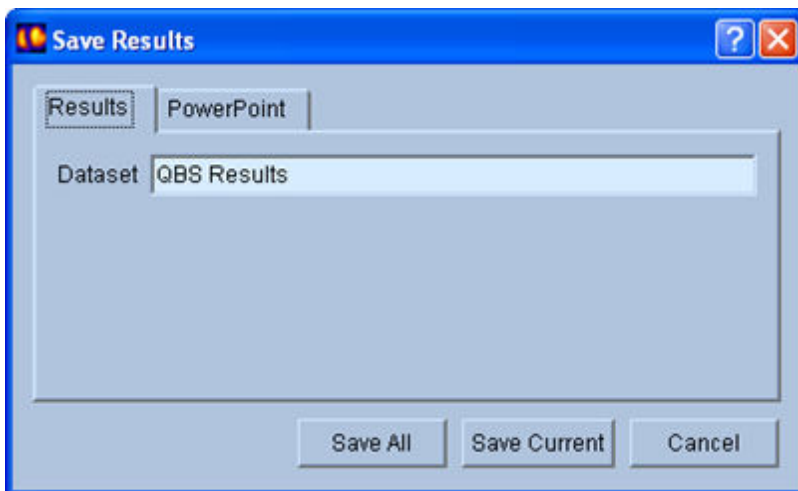 Save Results
Results PowerPoint
Dataset QBS Results
Save All Save Current Cancel